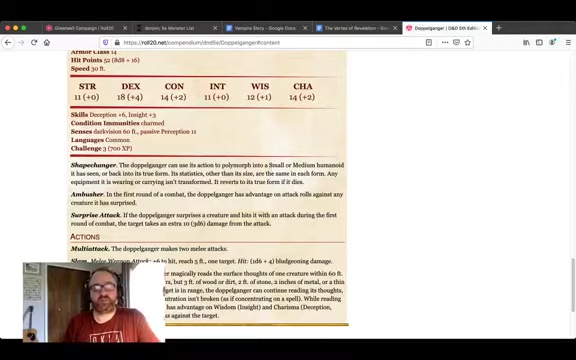 Greatwall Campaign | Roll20
donjon; 5e Monster List
Vampire Story - Google Docs
The Verses of Revelation - Google
Doppelganger | D&D 5th Edition
https://roll20.net/compendium/dnd5e/Doppelganger#content
Armor Class 14
Hit Points 52 (8d8 + 16)
Speed 30 ft.
STR DEX CON INT WIS CHA
11 (+0) 18 (+4) 14 (+2) 11 (+0) 12 (+1) 14 (+2)
Skills Deception +6, Insight +3
Condition Immunities charmed
Senses darkvision 60 ft., passive Perception 11
Languages Common
Challenge 3 (700 XP)
Shapechanger. The doppelganger can use its action to polymorph into a Small or Medium humanoid
it has seen, or back into its true form. Its statistics, other than its size, are the same in each form. Any
equipment it is wearing or carrying isn't transformed. It reverts to its true form if it dies.
Ambusher. In the first round of a combat, the doppelganger has advantage on attack rolls against any
creature it has surprised.
Surprise Attack. If the doppelganger surprises a creature and hits it with an attack during the first
round of combat, the target takes an extra 10 (3d6) damage from the attack.
ACTIONS
Multiattack. The doppelganger makes two melee attacks.
Slam. Melee Weapon Attack: +6 to hit, reach 5 ft., one target. Hit: (1d6 + 4) bludgeoning damage.
magically reads the surface thoughts of one creature within 60 ft.
but 3 ft. of wood or dirt, 2 ft. of stone, 2 inches of metal, or a thin
is in range, the doppelganger can continue reading its thoughts,
isn't broken (as if concentrating on a spell). While reading
has advantage on Wisdom (Insight) and Charisma (Deception,
against the target.